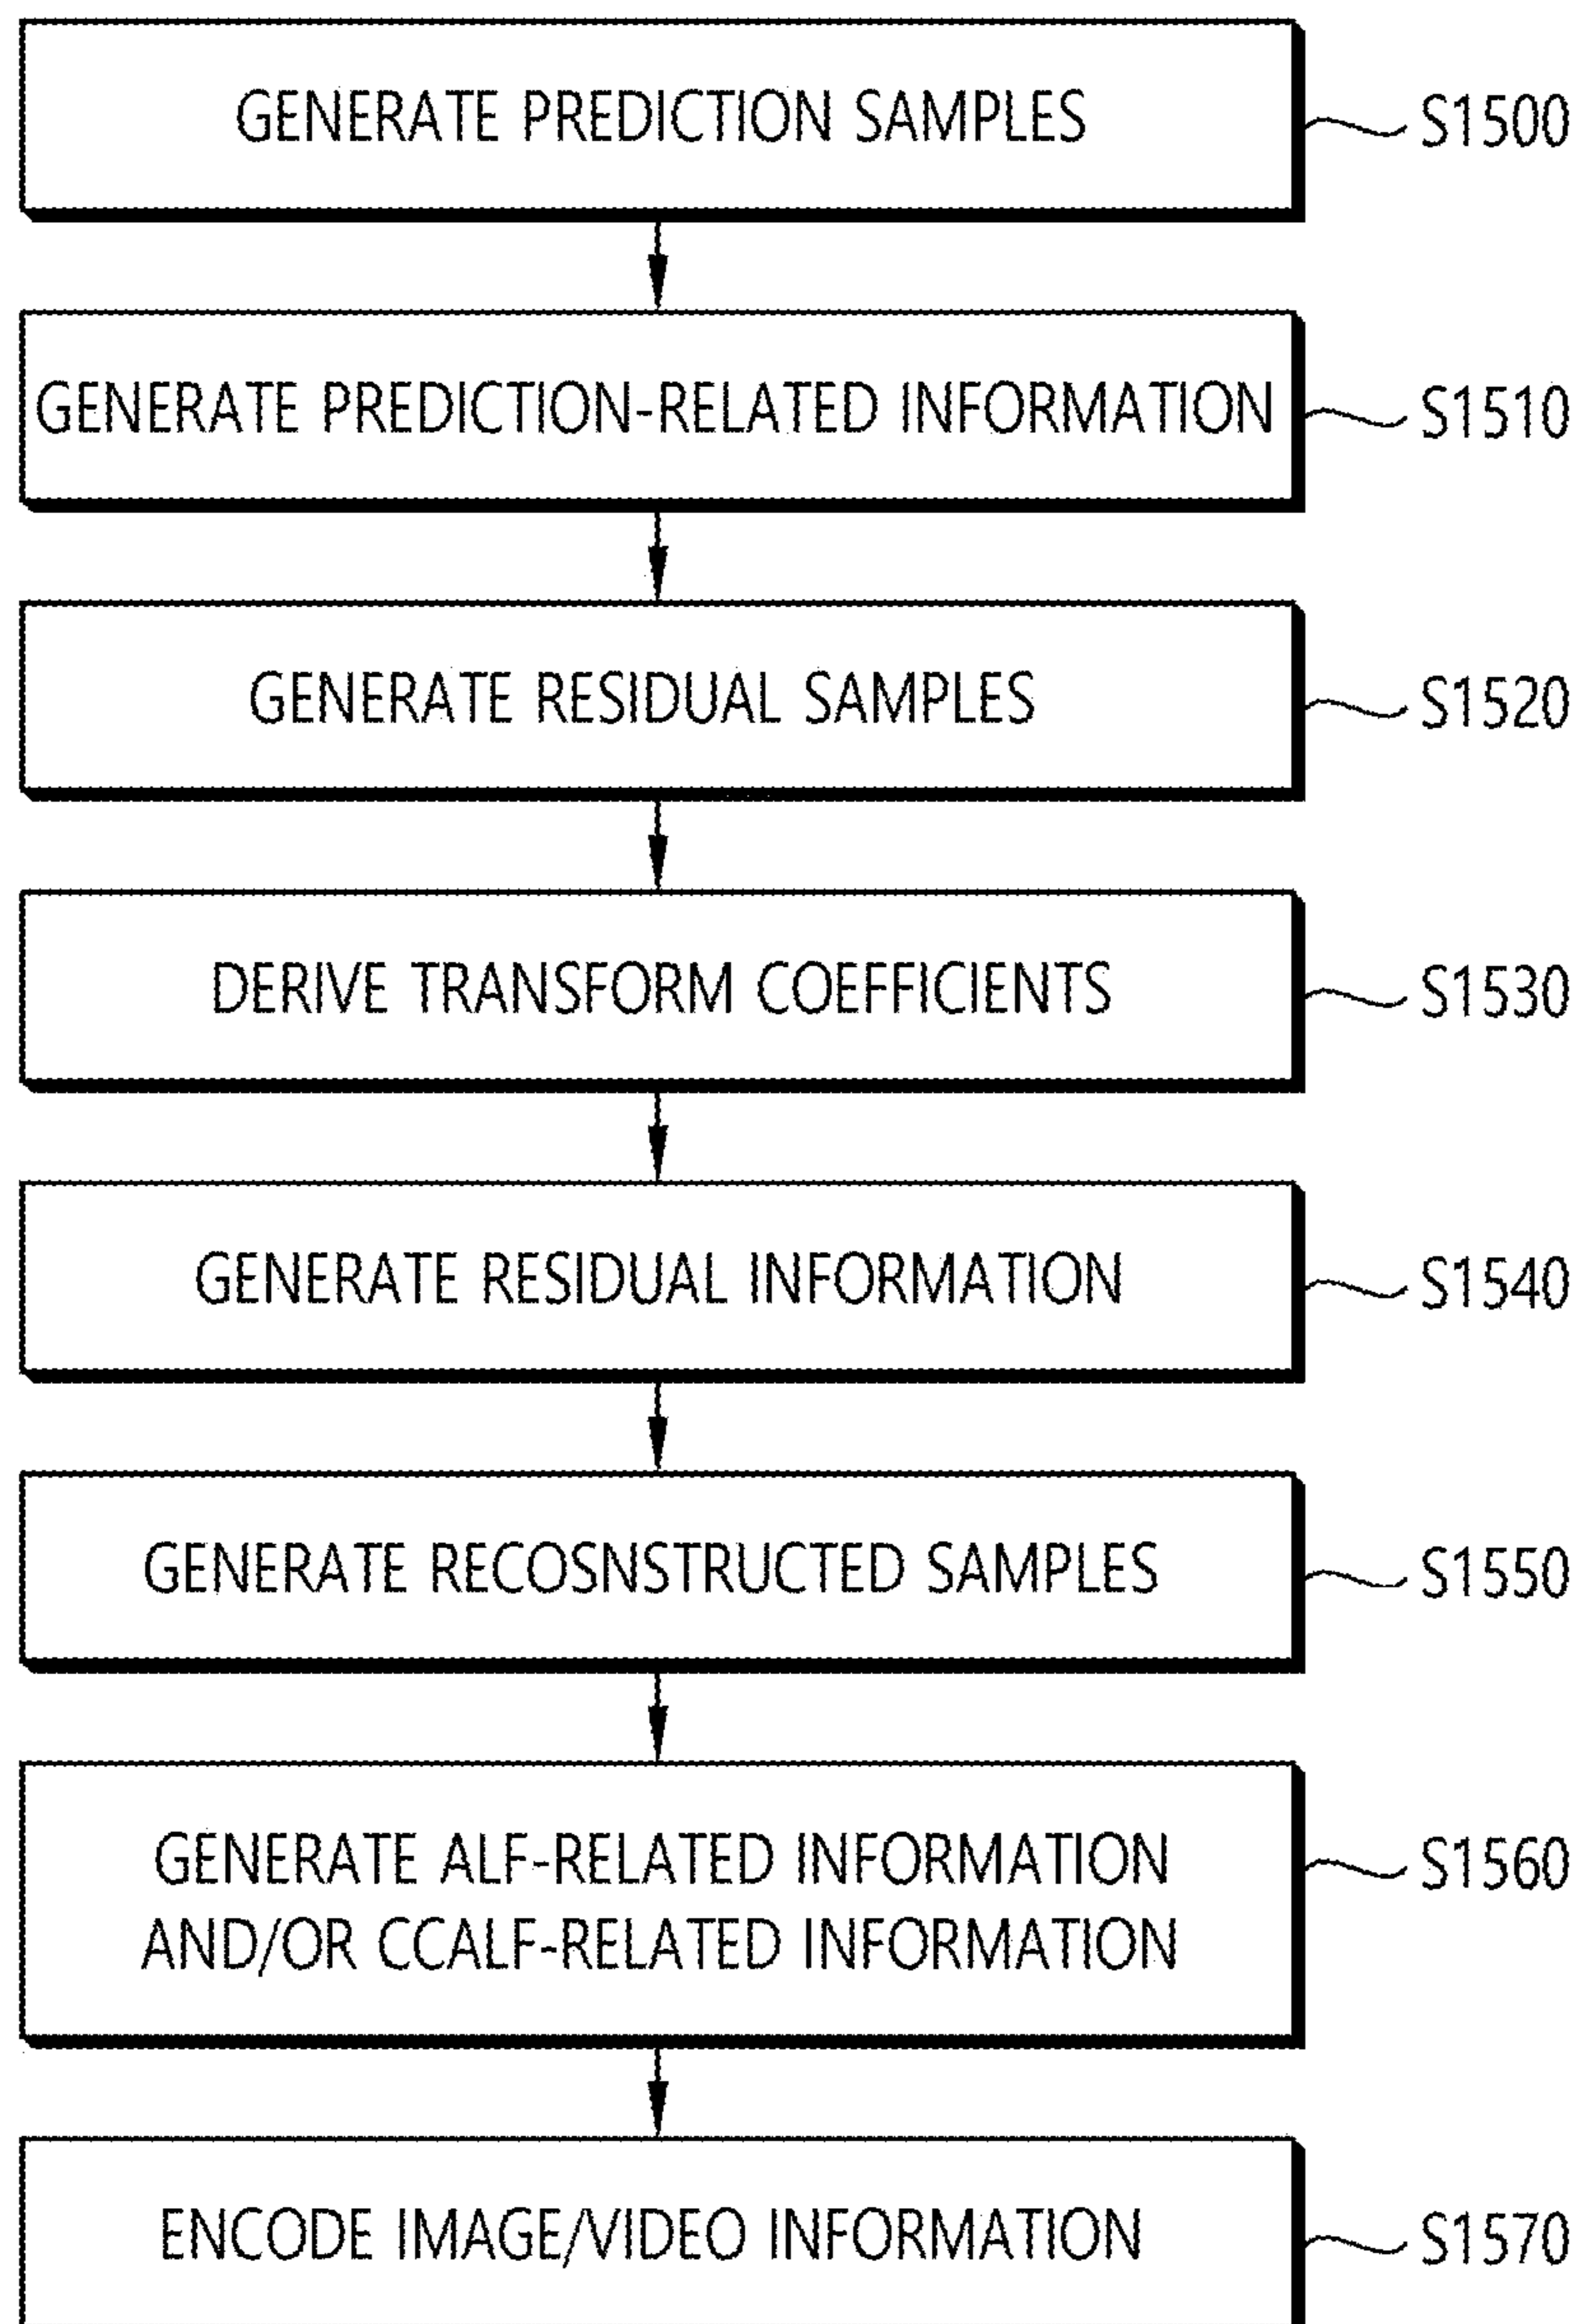 GENERATE PREDICTION SAMPLES
S1500
GENERATE PREDICTION-RELATED INFORMATION
S1510
GENERATE RESIDUAL SAMPLES
S1520
DERIVE TRANSFORM COEFFICIENTS
S1530
GENERATE RESIDUAL INFORMATION
S1540
GENERATE RECOSNSTRUCTED SAMPLES
S1550
GENERATE ALF-RELATED INFORMATION
S1560
AND/OR CCALF-RELATED INFORMATION
ENCODE IMAGE/VIDEO INFORMATION
S1570